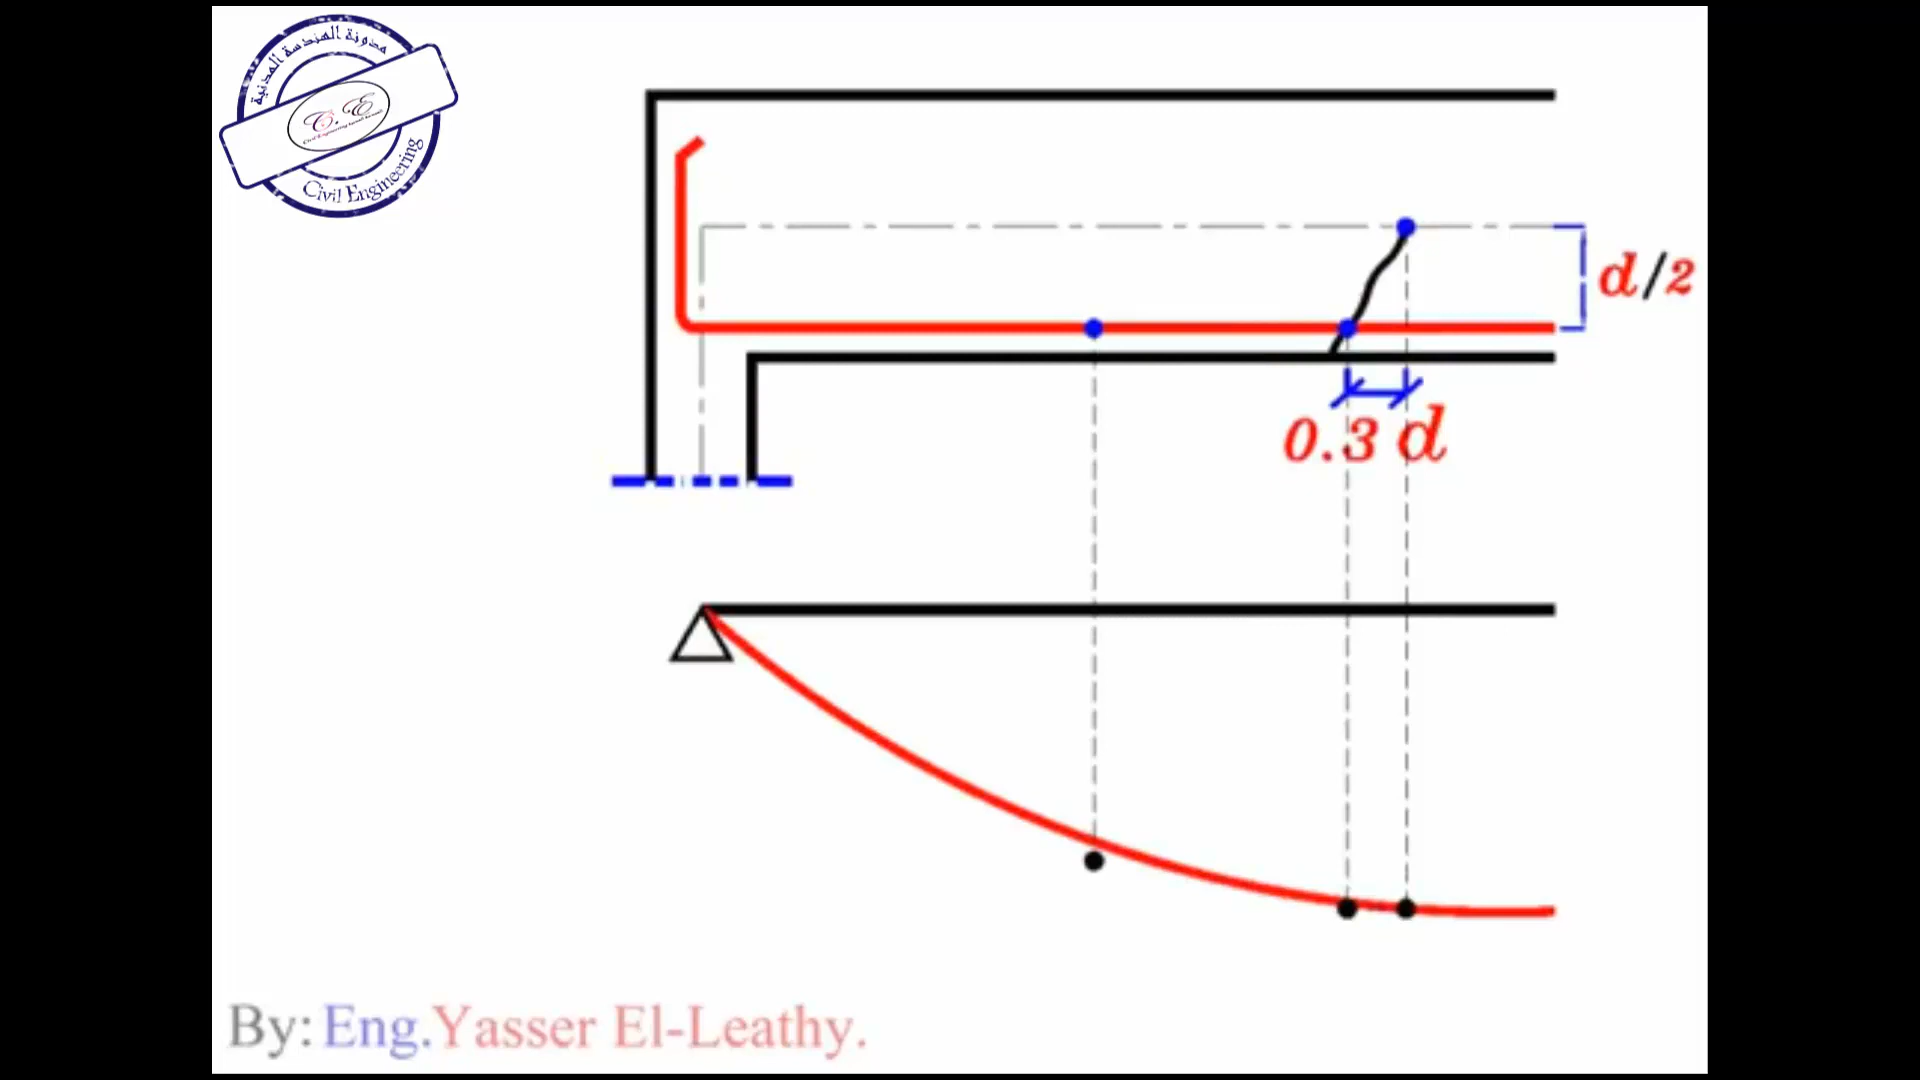 مدونة الهندسة المدنية
C.E
Civil Engineering
d/2
0.3 d
By: Eng.Yasser El-Leathy.